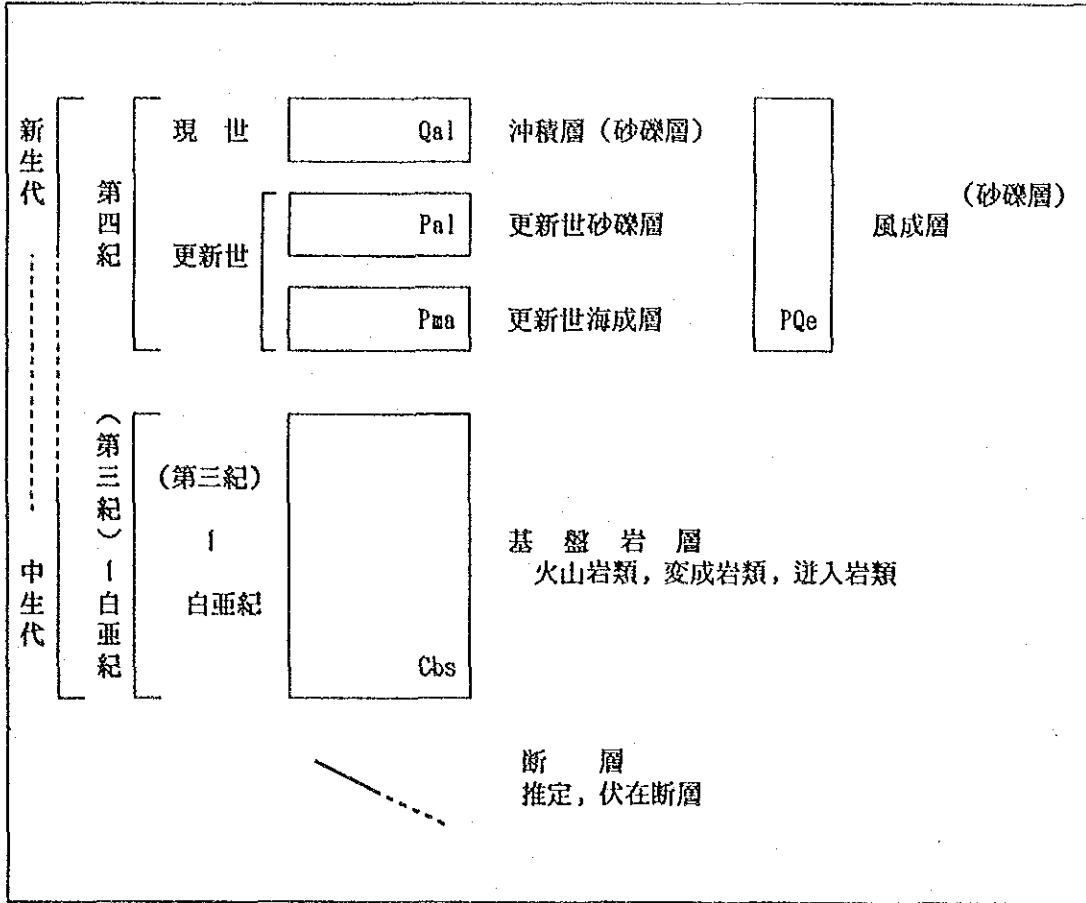 新生代
中生代
第四紀
(第三紀)〜白亜紀
現 世
Qal
沖積層 (砂礫層)
更新世
Pal
更新世砂礫層
Pma
更新世海成層
PQe
(砂礫層)
風成層
(第三紀)
〜
白亜紀
Cbs
基 盤 岩 層
火山岩類, 変成岩類, 迸入岩類
断 層
推定, 伏在断層